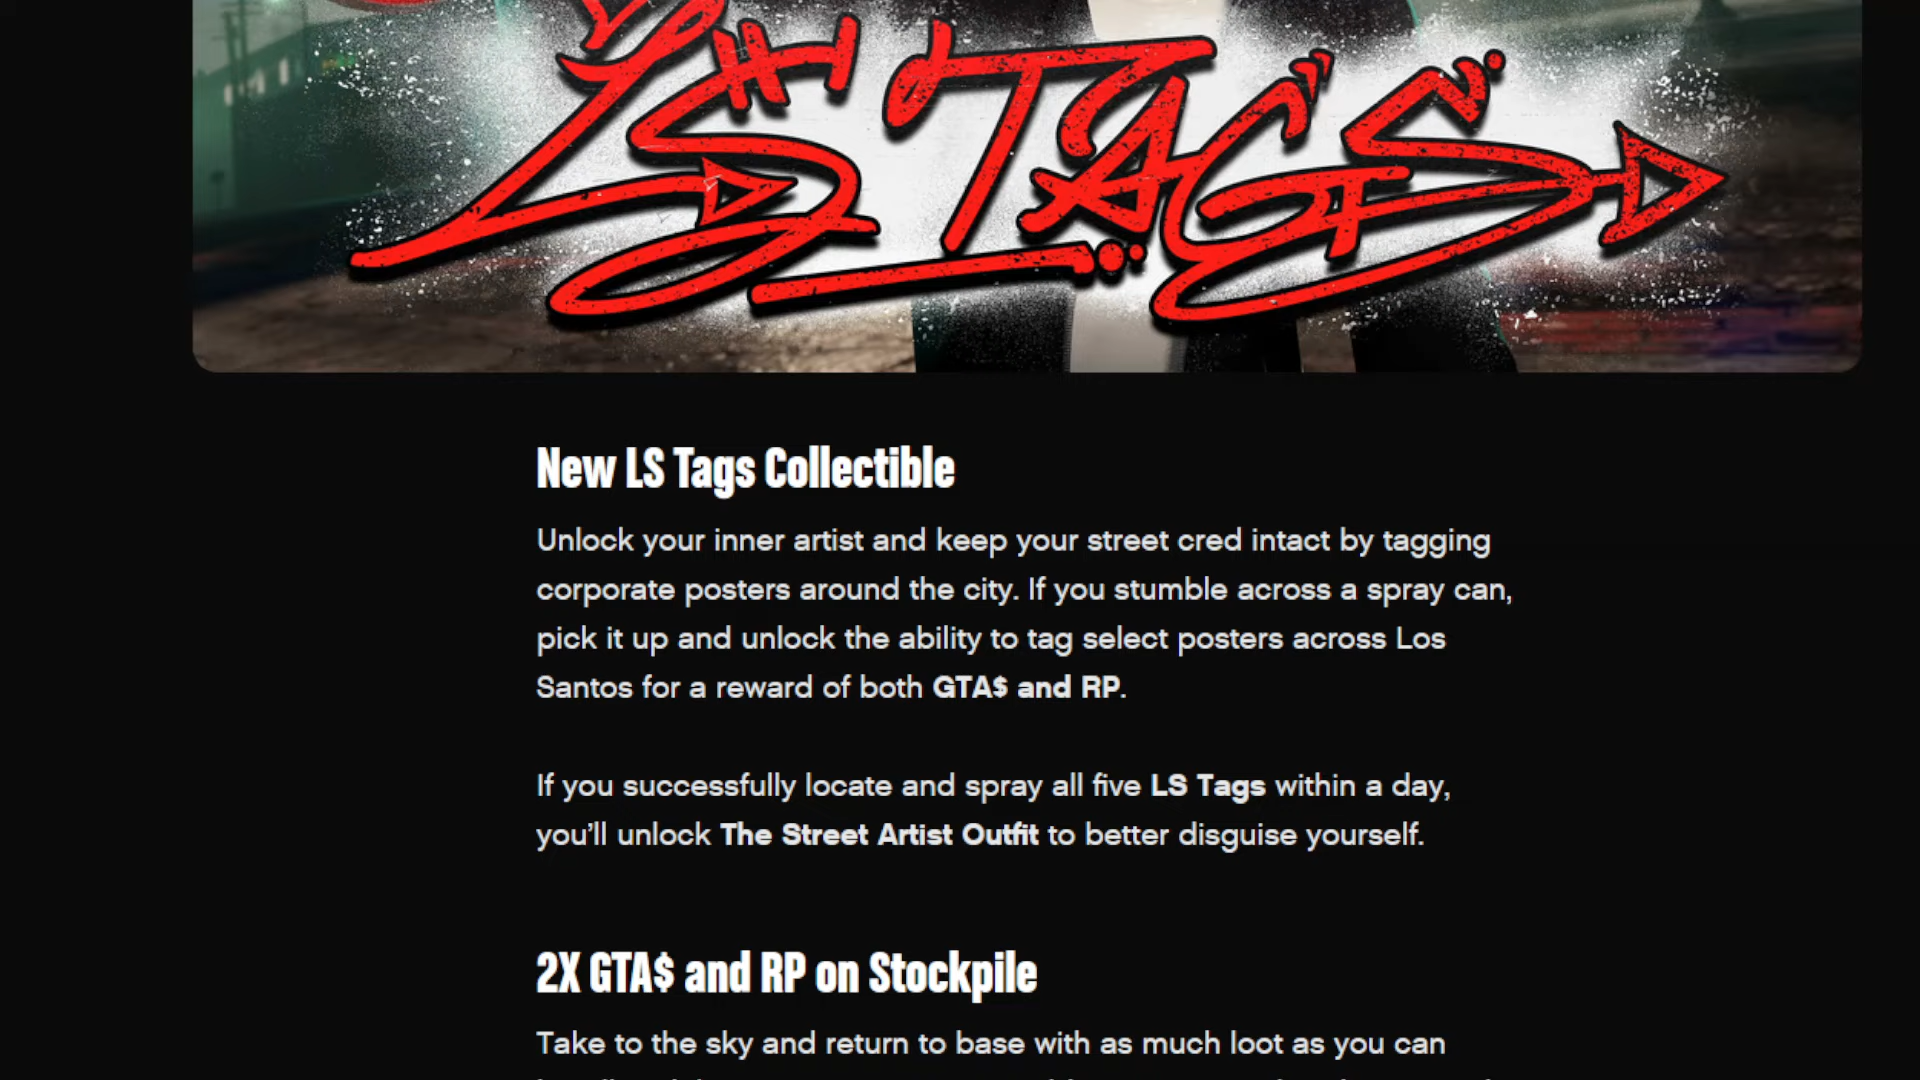 LS TAGS
New LS Tags Collectible
Unlock your inner artist and keep your street cred intact by tagging
corporate posters around the city. If you stumble across a spray can,
pick it up and unlock the ability to tag select posters across Los
Santos for a reward of both GTA$ and RP.
If you successfully locate and spray all five LS Tags within a day,
you’ll unlock The Street Artist Outfit to better disguise yourself.
2X GTA$ and RP on Stockpile
Take to the sky and return to base with as much loot as you can